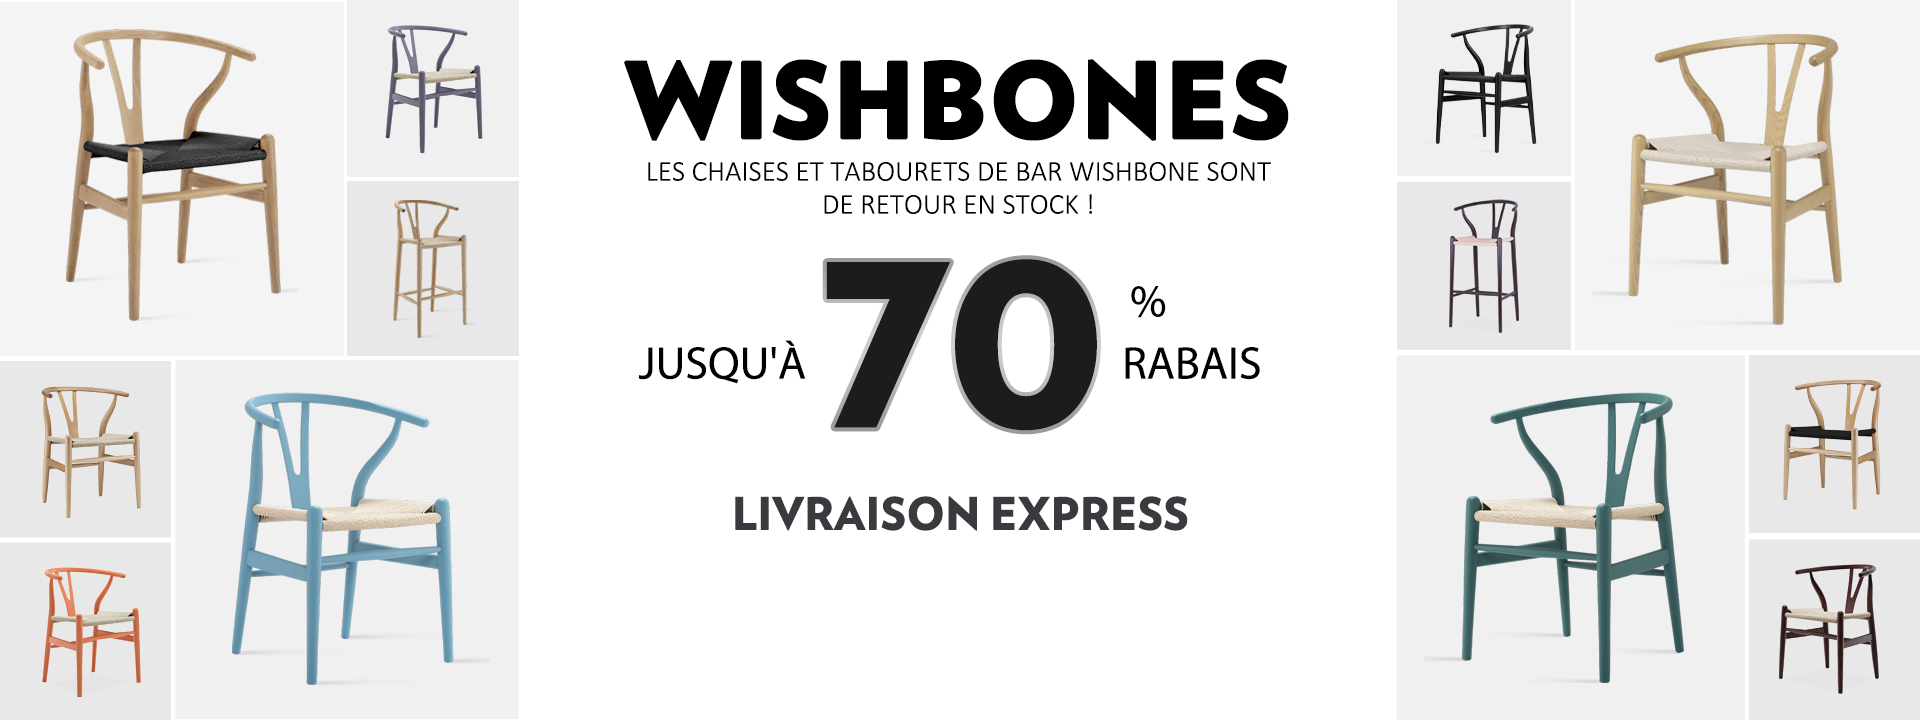 WISHBONES
LES CHAISES ET TABOURETS DE BAR WISHBONE SONT
DE RETOUR EN STOCK !
JUSQU'À 70 % RABAIS
LIVRAISON EXPRESS